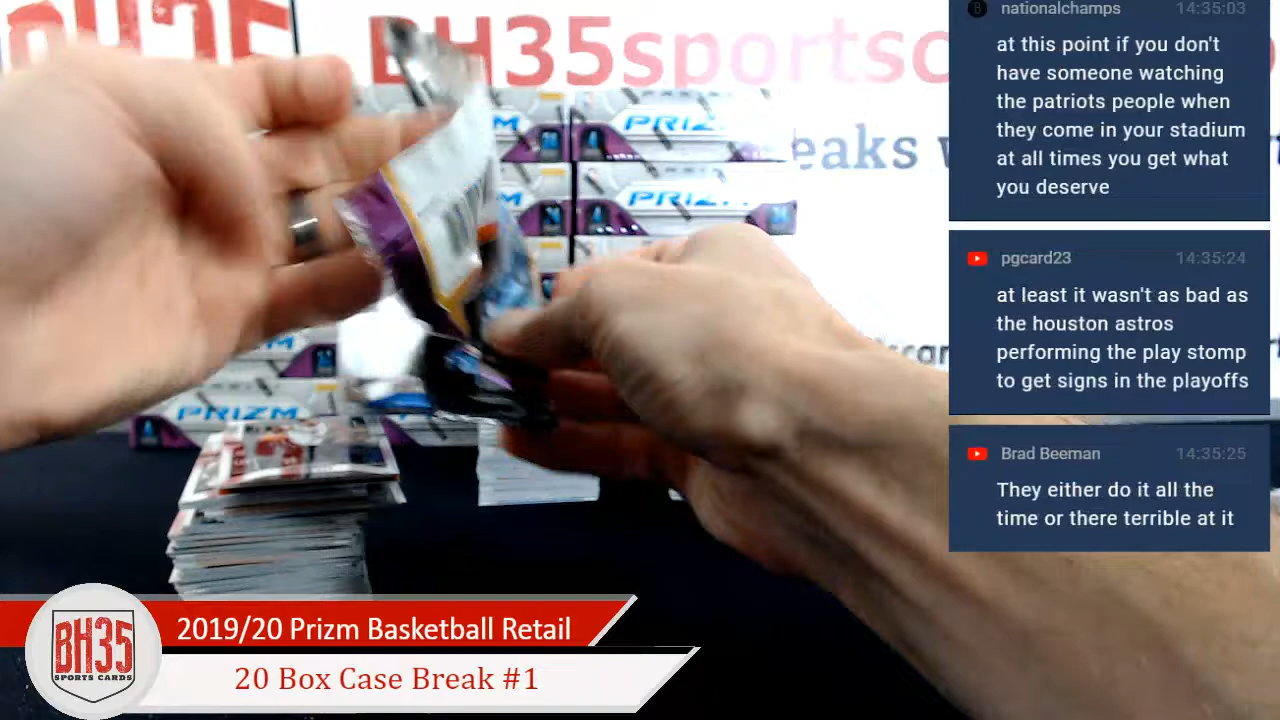 BH35
BH35sportsc
eaks w
PRIZM
PRIZM
PRIZM
nationalchamps 14:35:03
at this point if you don't
have someone watching
the patriots people when
they come in your stadium
at all times you get what
you deserve
pgcard23 14:35:24
at least it wasn't as bad as
the houston astros
performing the play stomp
to get signs in the playoffs
Brad Beeman 14:35:25
They either do it all the
time or there terrible at it
BH35
SPORTS CARDS
2019/20 Prizm Basketball Retail
20 Box Case Break #1